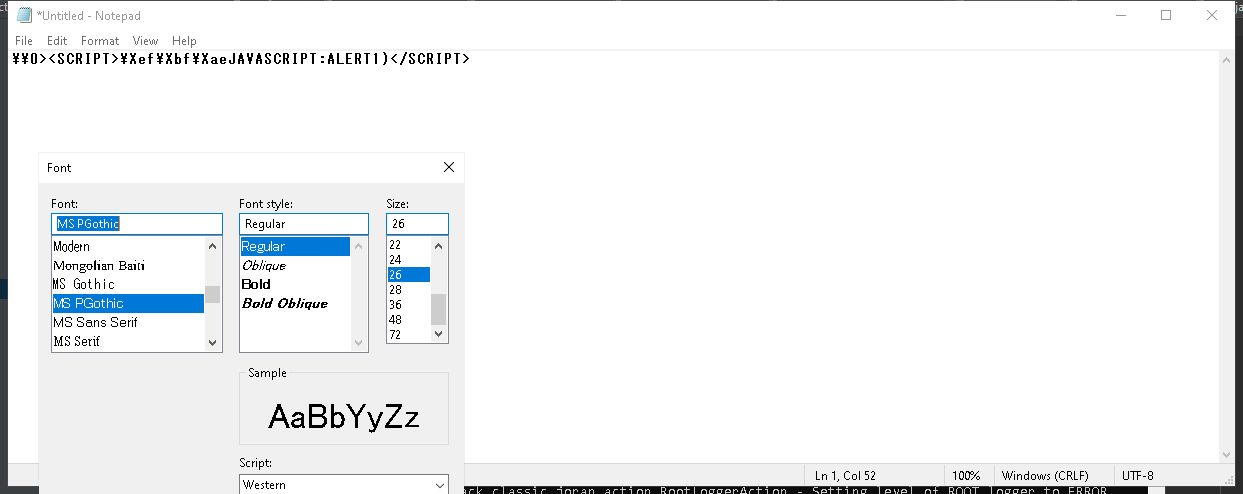 *Untitled - Notepad
File Edit Format View Help
¥¥0><SCRIPT>¥Xef¥Xbf¥XaeJAVASCRIPT:ALERT1)</SCRIPT>
Font
Font: Font style: Size:
MS PGothic Regular 26
Modern Regular 22
Mongolian Baiti Oblique 24
MS Gothic Bold 26
MS PGothic Bold Oblique 28
MS Sans Serif 36
MS Serif 48
72
Sample
AaBbYyZz
Script:
Western
Ln 1, Col 52 100% Windows (CRLF) UTF-8
ack.classic.joran.action.RootLoggerAction - Setting level of ROOT logger to ERROR